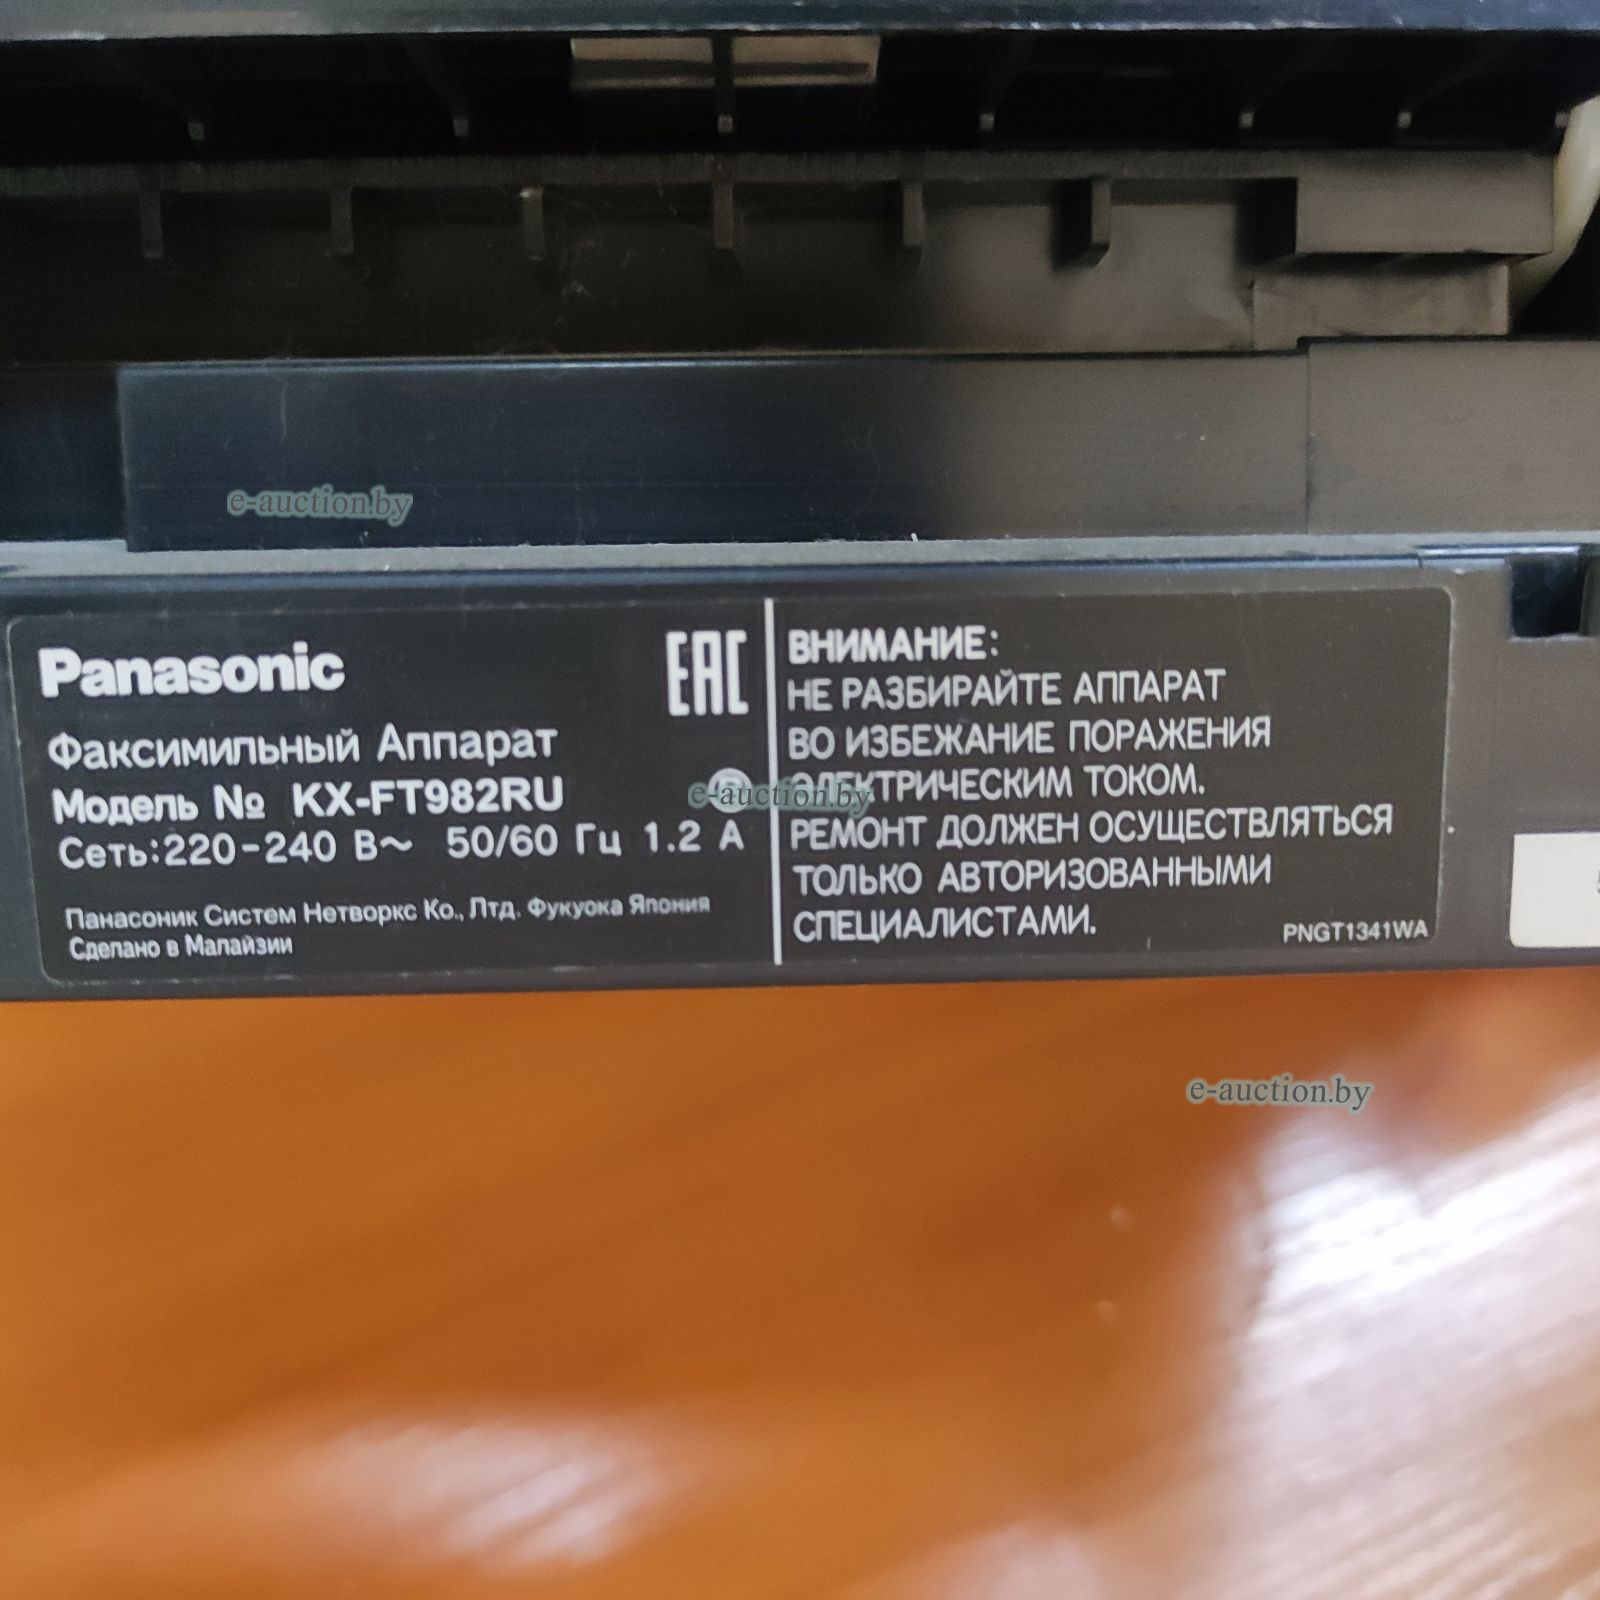 e-auction.by
Panasonic
EAC
Факсимильный Аппарат
Модель № KX-FT982RU
Сеть:220-240 В~ 50/60 Гц 1.2 А
Панасоник Систем Нетворкс Ко., Лтд. Фукуока Япония
Сделано в Малайзии
e-auction.by
ВНИМАНИЕ:
НЕ РАЗБИРАЙТЕ АППАРАТ
ВО ИЗБЕЖАНИЕ ПОРАЖЕНИЯ
ЭЛЕКТРИЧЕСКИМ ТОКОМ.
РЕМОНТ ДОЛЖЕН ОСУЩЕСТВЛЯТЬСЯ
ТОЛЬКО АВТОРИЗОВАННЫМИ
СПЕЦИАЛИСТАМИ.
PNGT1341WA
e-auction.by